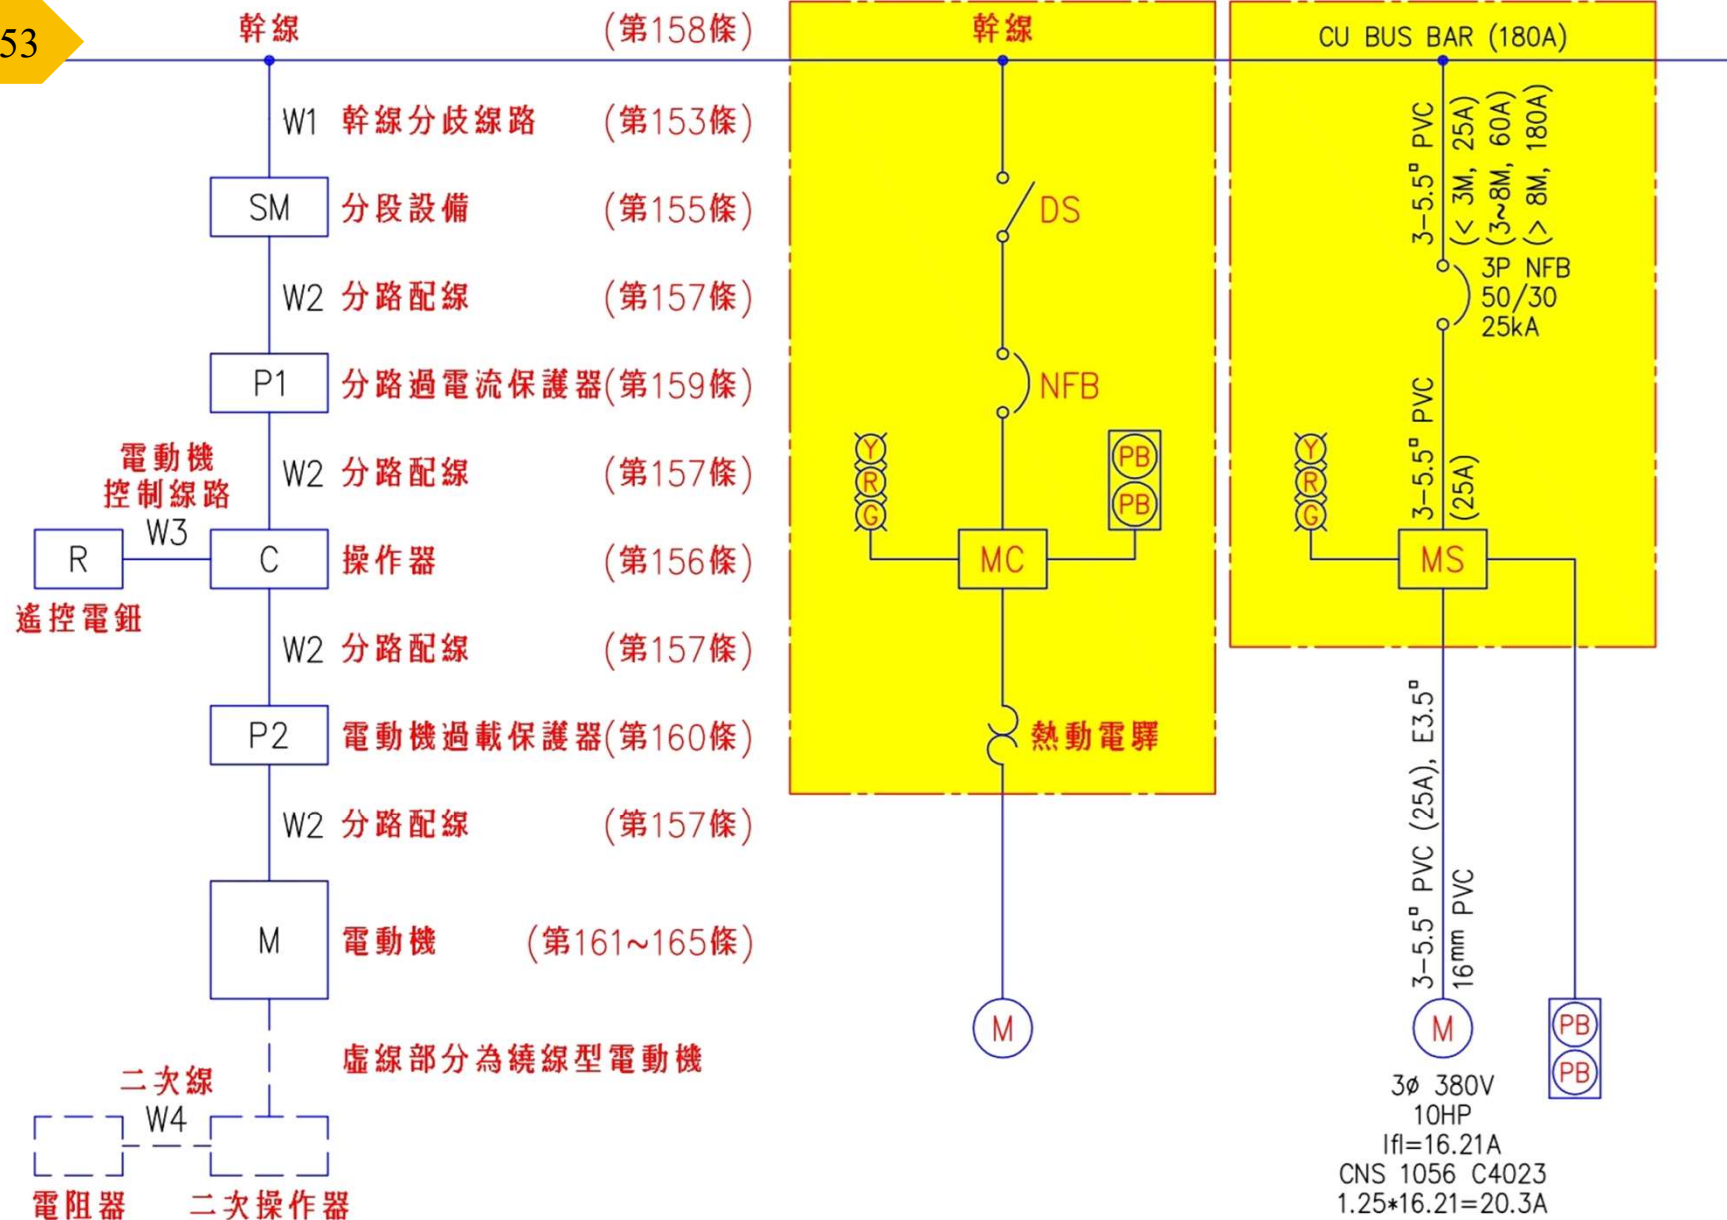 53
幹線 (第158條)
W1 幹線分歧線路 (第153條)
SM 分段設備 (第155條)
W2 分路配線 (第157條)
P1 分路過電流保護器(第159條)
電動機
控制線路
W3
W2 分路配線 (第157條)
R
C 操作器 (第156條)
遙控電鈕
W2 分路配線 (第157條)
P2 電動機過載保護器(第160條)
W2 分路配線 (第157條)
M 電動機 (第161~165條)
虛線部分為繞線型電動機
二次線
W4
電阻器 二次操作器
幹線
DS
NFB
Y
R
G
PB
PB
MC
熱動電驛
M
CU BUS BAR (180A)
3-5.5□ PVC
(< 3M, 25A)
(3~8M, 60A)
(> 8M, 180A)
3P NFB
50/30
25kA
3-5.5□ PVC
(25A)
Y
R
G
MS
3-5.5□ PVC (25A), E3.5□
16mm PVC
M
PB
PB
3ø 380V
10HP
Ifl=16.21A
CNS 1056 C4023
1.25*16.21=20.3A